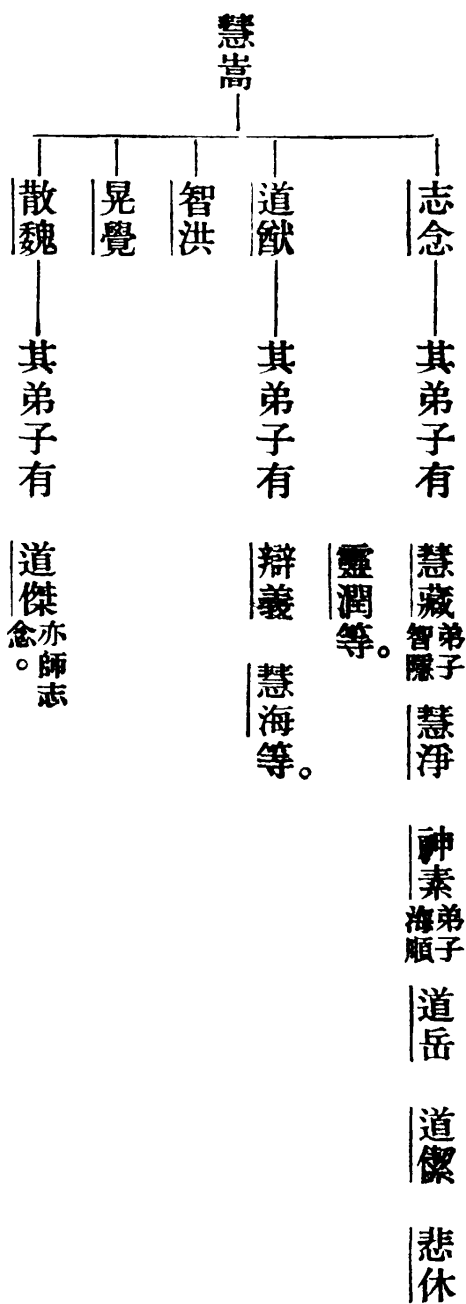 慧嵩
志念 其弟子有 慧藏弟子智隱 慧淨 神素弟子海順 道岳 道傑 悲休
靈潤等。
道猷 其弟子有 辯義 慧海等。
智洪
晃覺
散魏 其弟子有 道傑亦師志念。